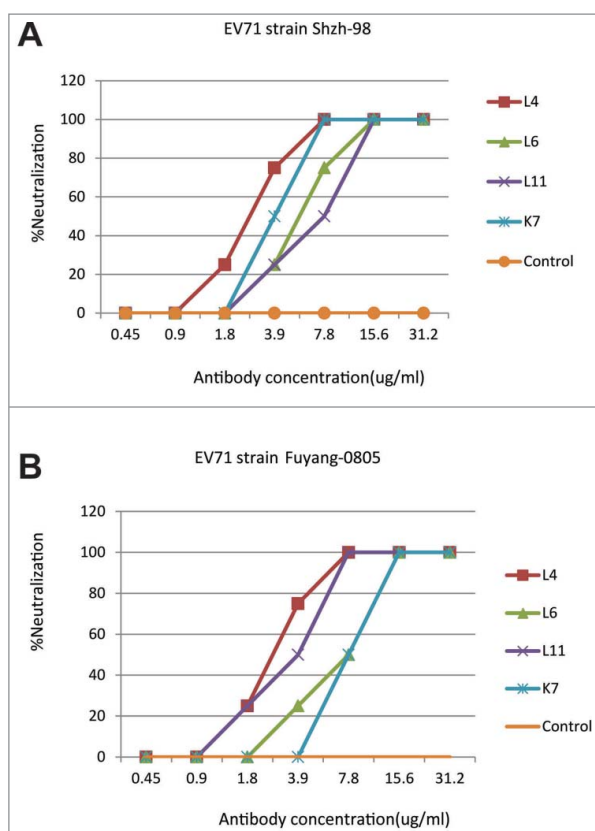 A
EV71 strain Shzh-98
%Neutralization
120
100
80
60
40
20
0
0.45 0.9 1.8 3.9 7.8 15.6 31.2
Antibody concentration(ug/ml)
L4
L6
L11
K7
Control
B
EV71 strain Fuyang-0805
%Neutralization
120
100
80
60
40
20
0
0.45 0.9 1.8 3.9 7.8 15.6 31.2
Antibody concentration(ug/ml)
L4
L6
L11
K7
Control